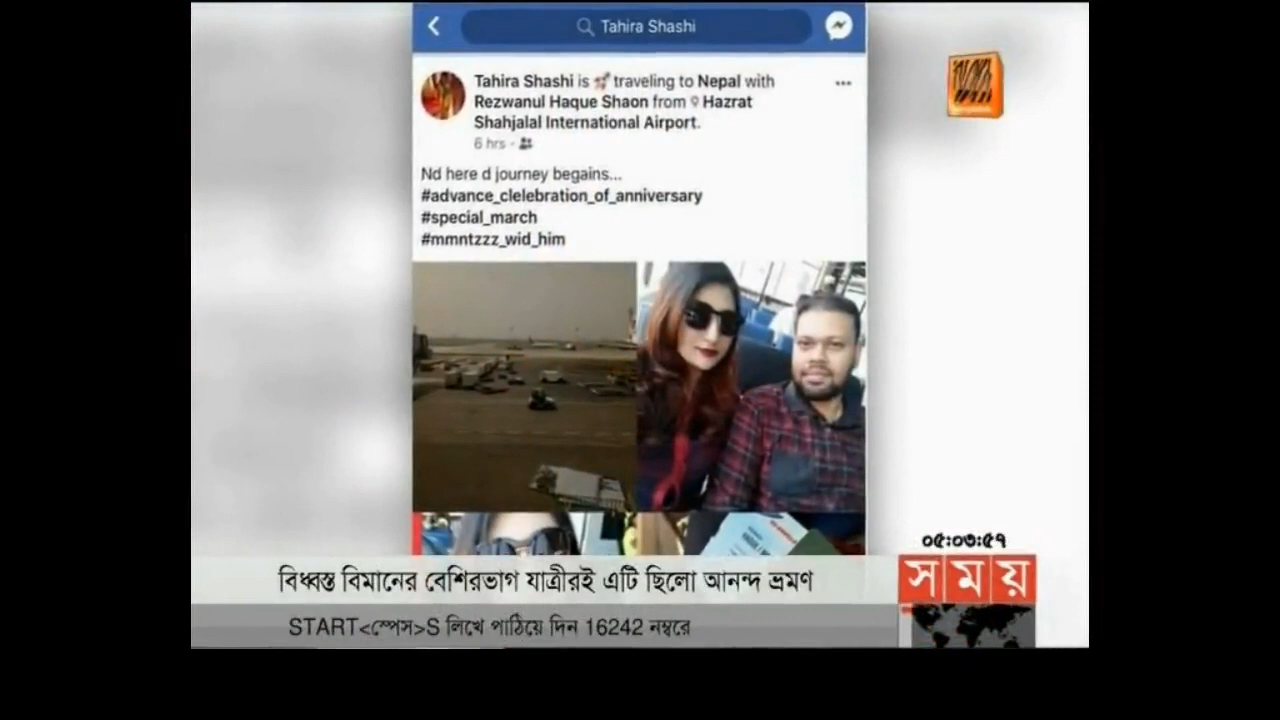 Tahira Shashi
Tahira Shashi is traveling to Nepal with
Rezwanul Haque Shaon from Hazrat
Shahjalal International Airport.
6 hrs
Nd here d journey begains...
#advance_clelebration_of_anniversary
#special_march
#mmntzzz_wid_him
০৫:০৩:৫৭
বিধ্বস্ত বিমানের বেশিরভাগ যাত্রীরই এটি ছিলো আনন্দ ভ্রমণ
সময়
START<স্পেস>S লিখে পাঠিয়ে দিন 16242 নম্বরে